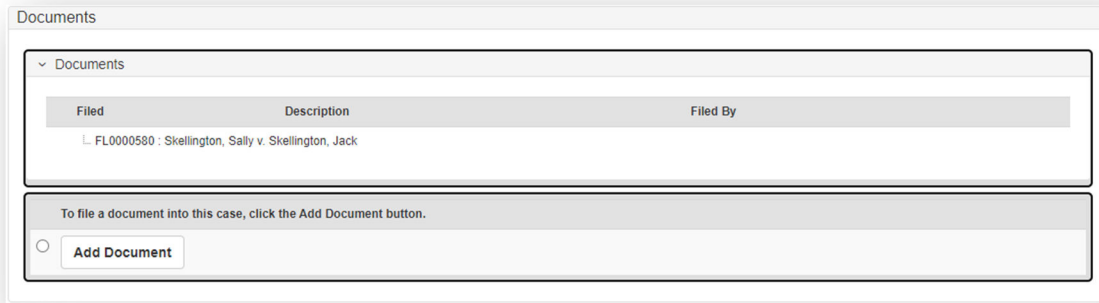 Documents
Documents
Filed Description Filed By
FL0000580 : Skellington, Sally v. Skellington, Jack
To file a document into this case, click the Add Document button.
Add Document